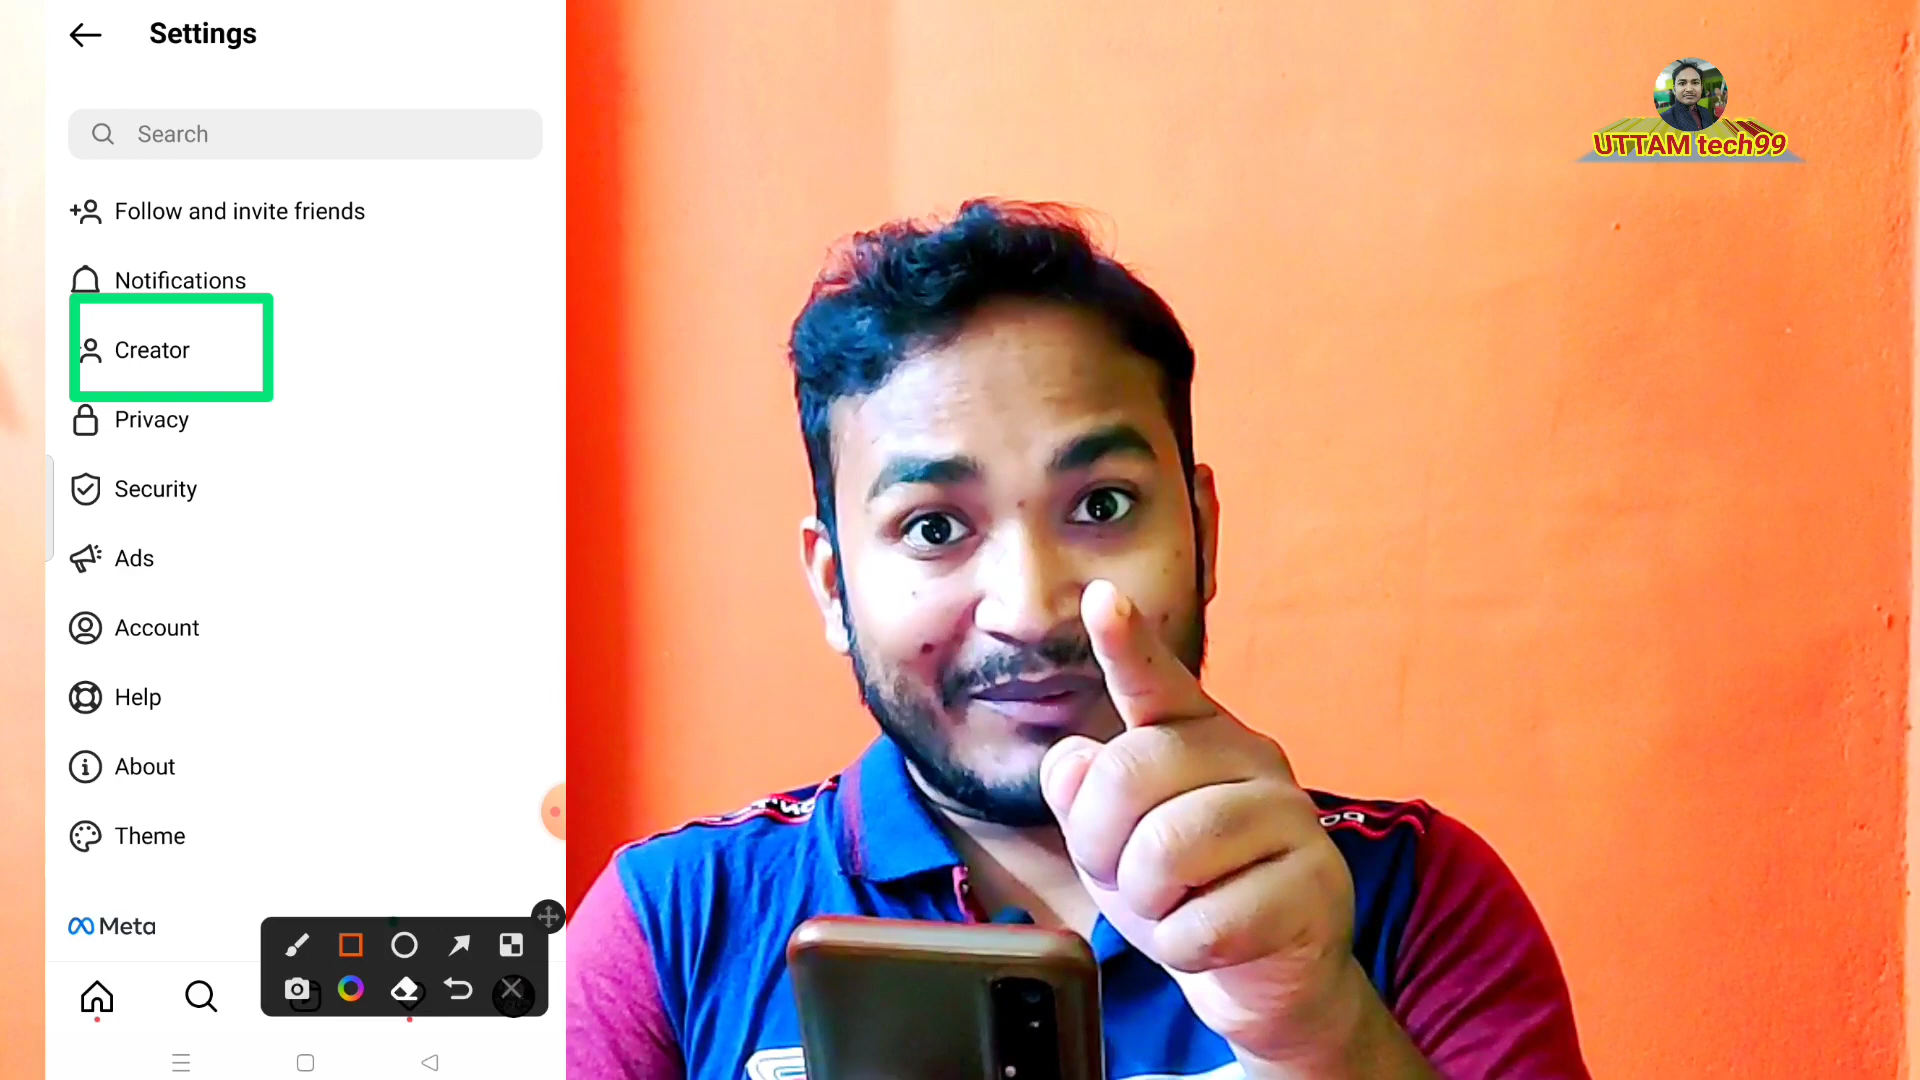 Settings
Search
Follow and invite friends
Notifications
Creator
Privacy
Security
Ads
Account
Help
About
Theme
Meta
UTTAM tech99